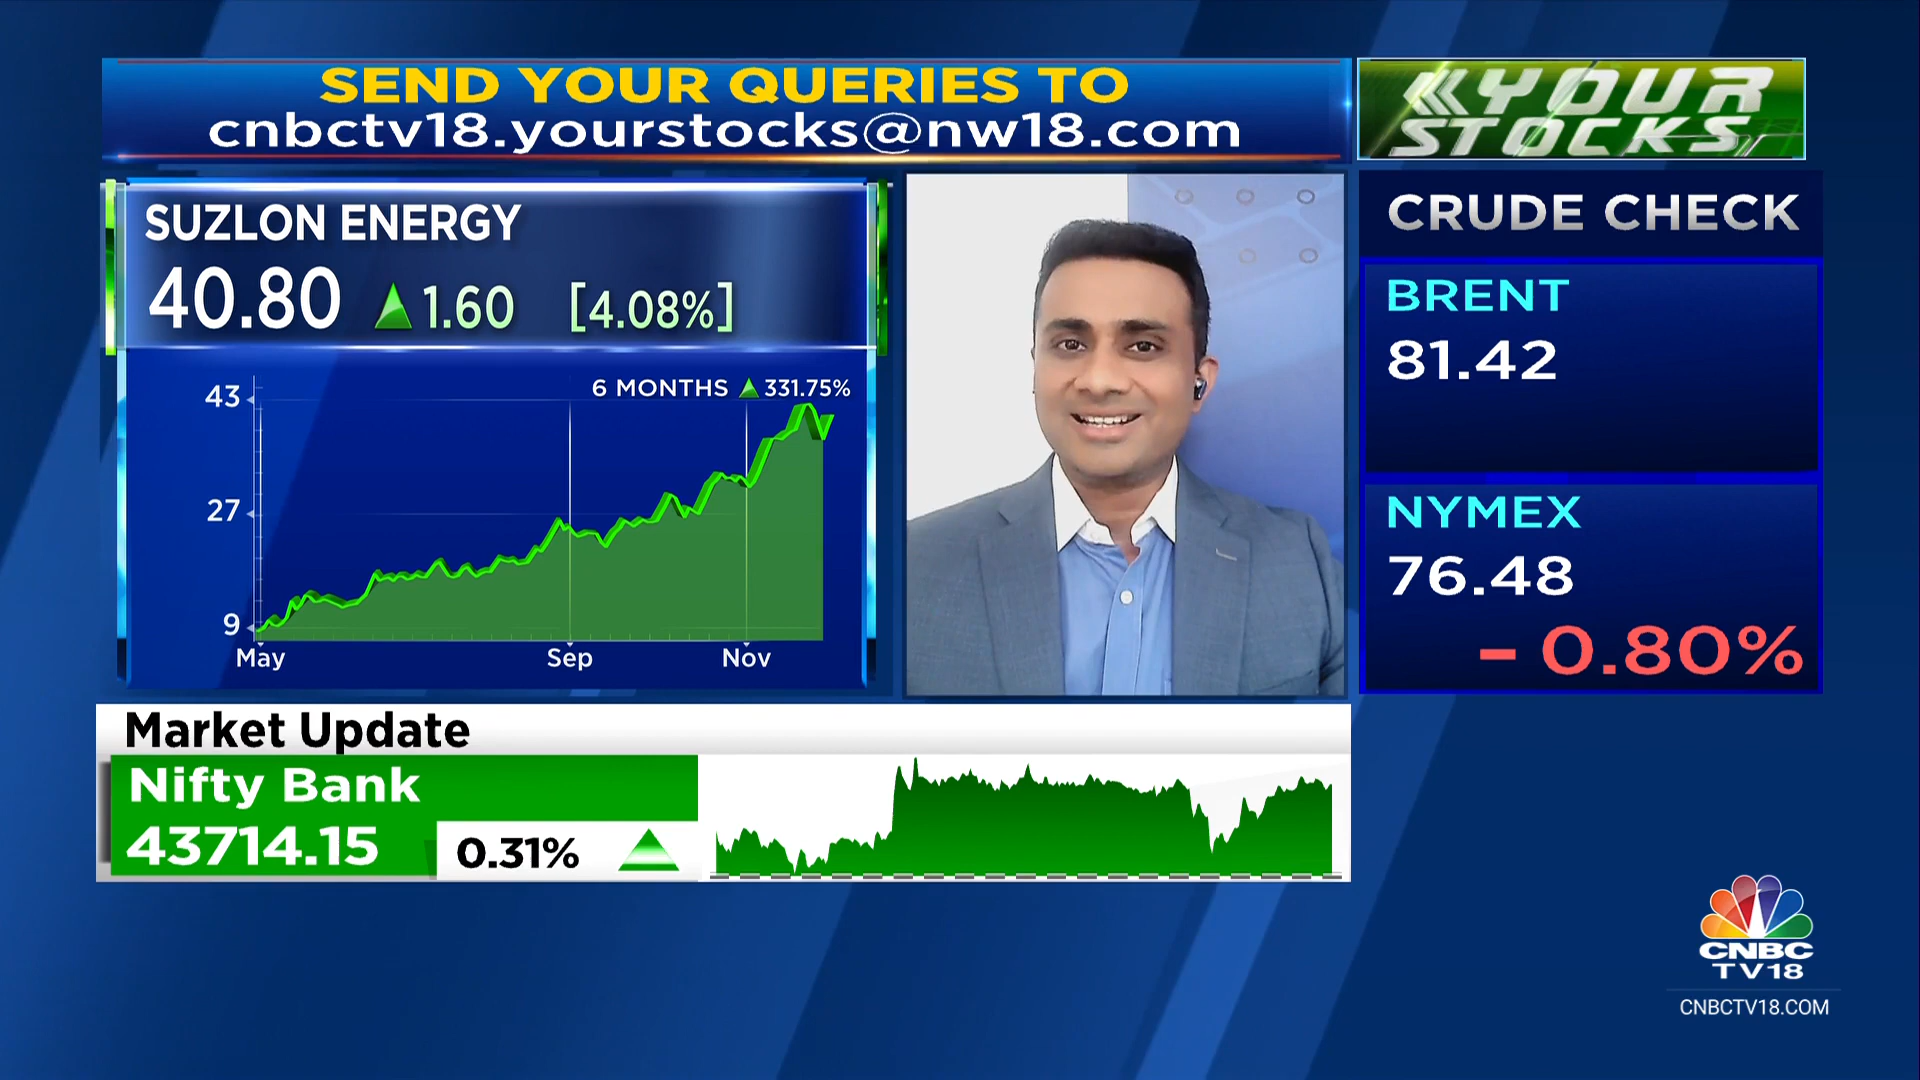 SEND YOUR QUERIES TO
cnbctv18.yourstocks@nw18.com
YOUR
STOCKS
SUZLON ENERGY
40.80 1.60 [4.08%]
6 MONTHS 331.75%
43
27
9
May Sep Nov
CRUDE CHECK
BRENT
81.42
NYMEX
76.48
- 0.80%
Market Update
Nifty Bank
43714.15
0.31%
CNBC
TV18
CNBCTV18.COM